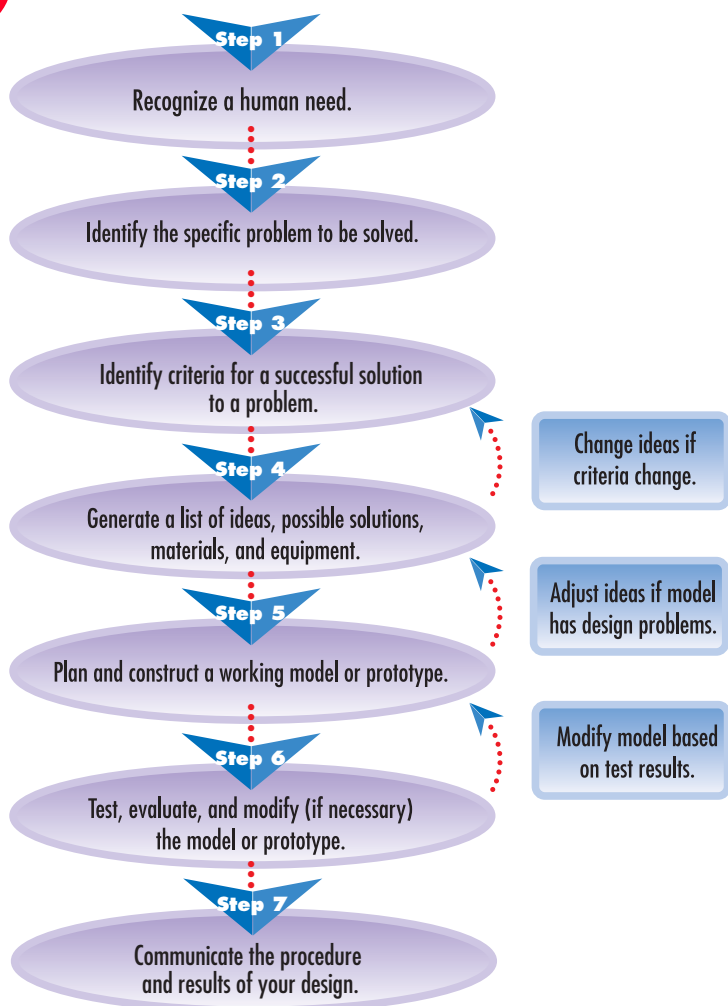 Step 1
Recognize a human need.
Step 2
Identify the specific problem to be solved.
Step 3
Identify criteria for a successful solution
to a problem.
Change ideas if
criteria change.
Step 4
Generate a list of ideas, possible solutions,
materials, and equipment.
Adjust ideas if model
has design problems.
Step 5
Plan and construct a working model or prototype.
Modify model based
on test results.
Step 6
Test, evaluate, and modify (if necessary)
the model or prototype.
Step 7
Communicate the procedure
and results of your design.